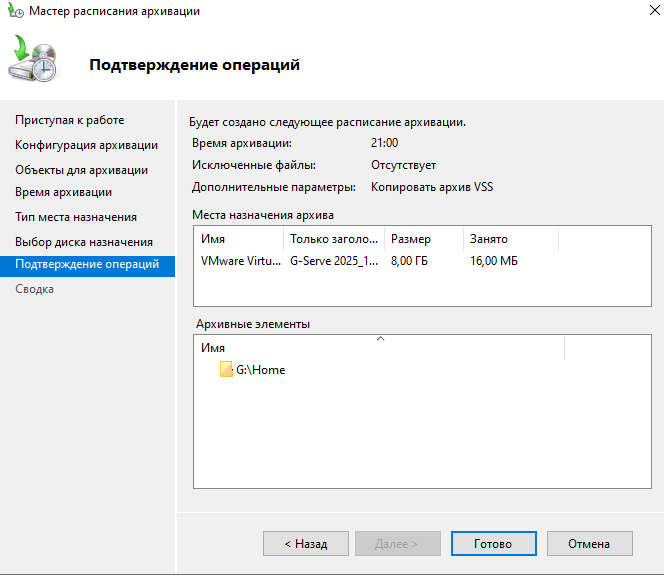 Мастер расписания архивации
Подтверждение операций
Приступая к работе
Конфигурация архивации
Объекты для архивации
Время архивации
Тип места назначения
Выбор диска назначения
Подтверждение операций
Сводка
Будет создано следующее расписание архивации.
Время архивации: 21:00
Исключенные файлы: Отсутствует
Дополнительные параметры: Копировать архив VSS
Места назначения архива
Имя Только заголо... Размер Занято
VMware Virtu... G-Serve 2025_1... 8,00 ГБ 16,00 МБ
Архивные элементы
Имя
G:\Home
< Назад Далее > Готово Отмена